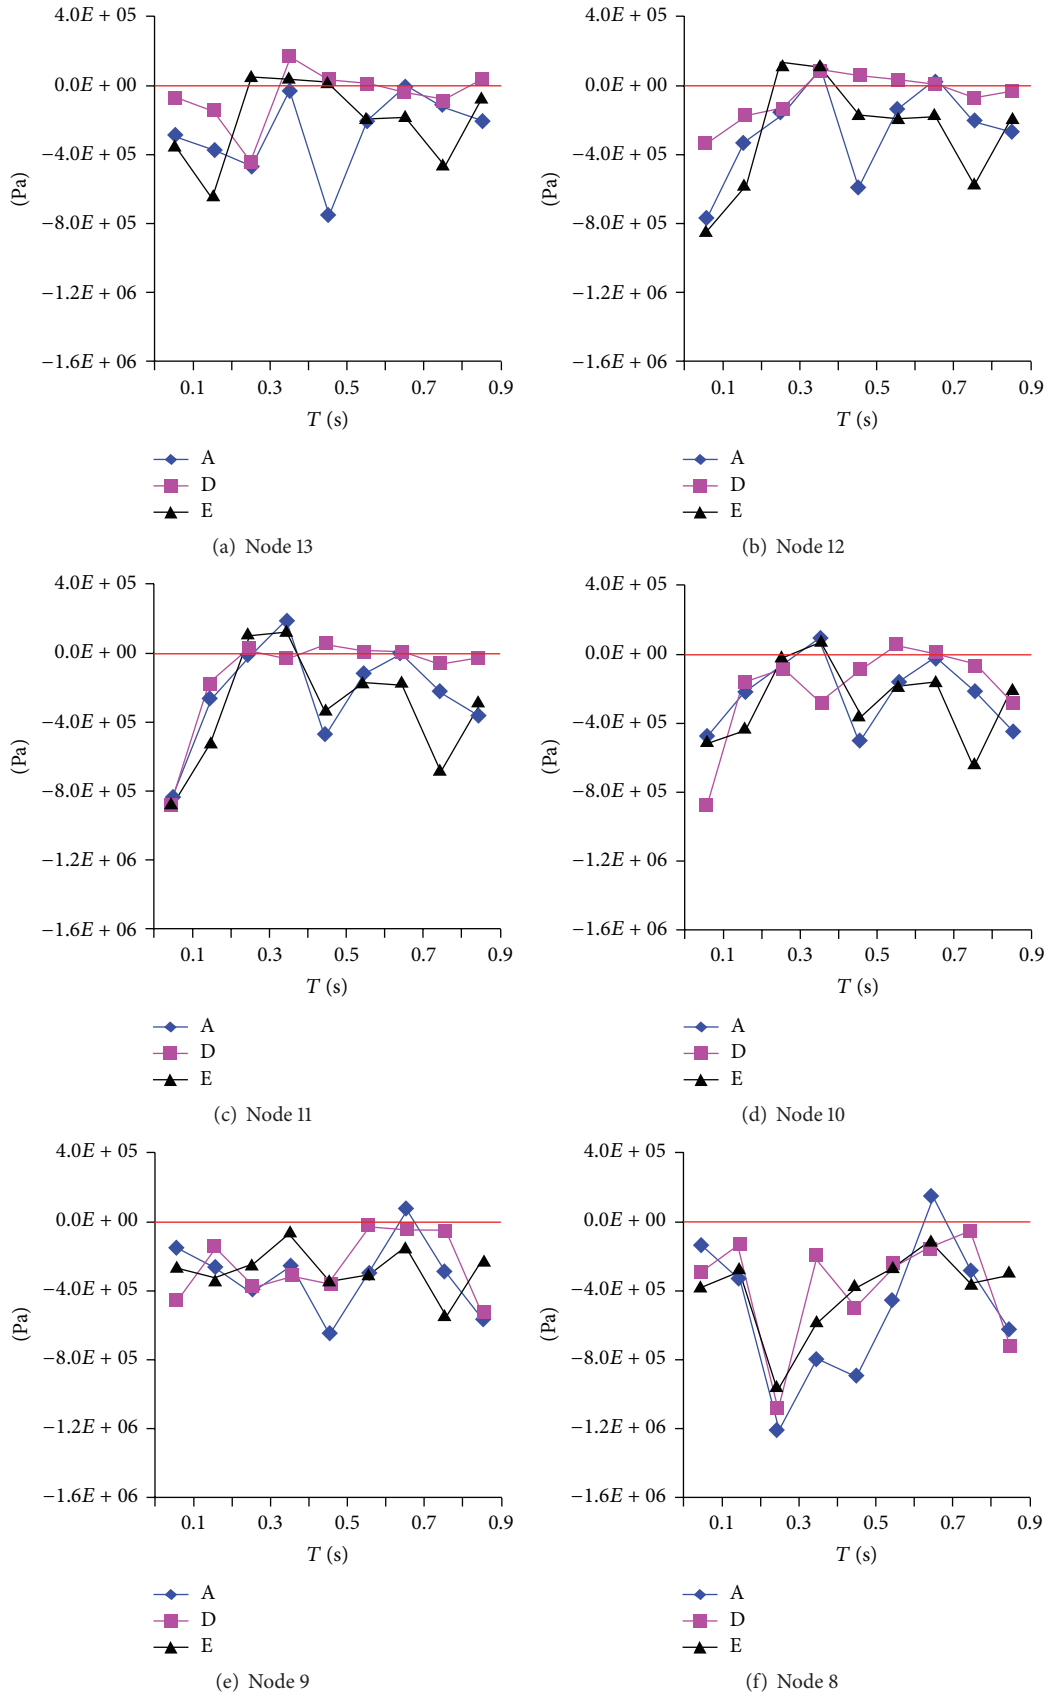 4.0E + 05
0.0E + 00
−4.0E + 05
−8.0E + 05
−1.2E + 06
−1.6E + 06
(Pa)
0.1 0.3 0.5 0.7 0.9
T (s)
A
D
E
(a) Node 13
4.0E + 05
0.0E + 00
−4.0E + 05
−8.0E + 05
−1.2E + 06
−1.6E + 06
(Pa)
0.1 0.3 0.5 0.7 0.9
T (s)
A
D
E
(b) Node 12
4.0E + 05
0.0E + 00
−4.0E + 05
−8.0E + 05
−1.2E + 06
−1.6E + 06
(Pa)
0.1 0.3 0.5 0.7 0.9
T (s)
A
D
E
(c) Node 11
4.0E + 05
0.0E + 00
−4.0E + 05
−8.0E + 05
−1.2E + 06
−1.6E + 06
(Pa)
0.1 0.3 0.5 0.7 0.9
T (s)
A
D
E
(d) Node 10
4.0E + 05
0.0E + 00
−4.0E + 05
−8.0E + 05
−1.2E + 06
−1.6E + 06
(Pa)
0.1 0.3 0.5 0.7 0.9
T (s)
A
D
E
(e) Node 9
4.0E + 05
0.0E + 00
−4.0E + 05
−8.0E + 05
−1.2E + 06
−1.6E + 06
(Pa)
0.1 0.3 0.5 0.7 0.9
T (s)
A
D
E
(f) Node 8